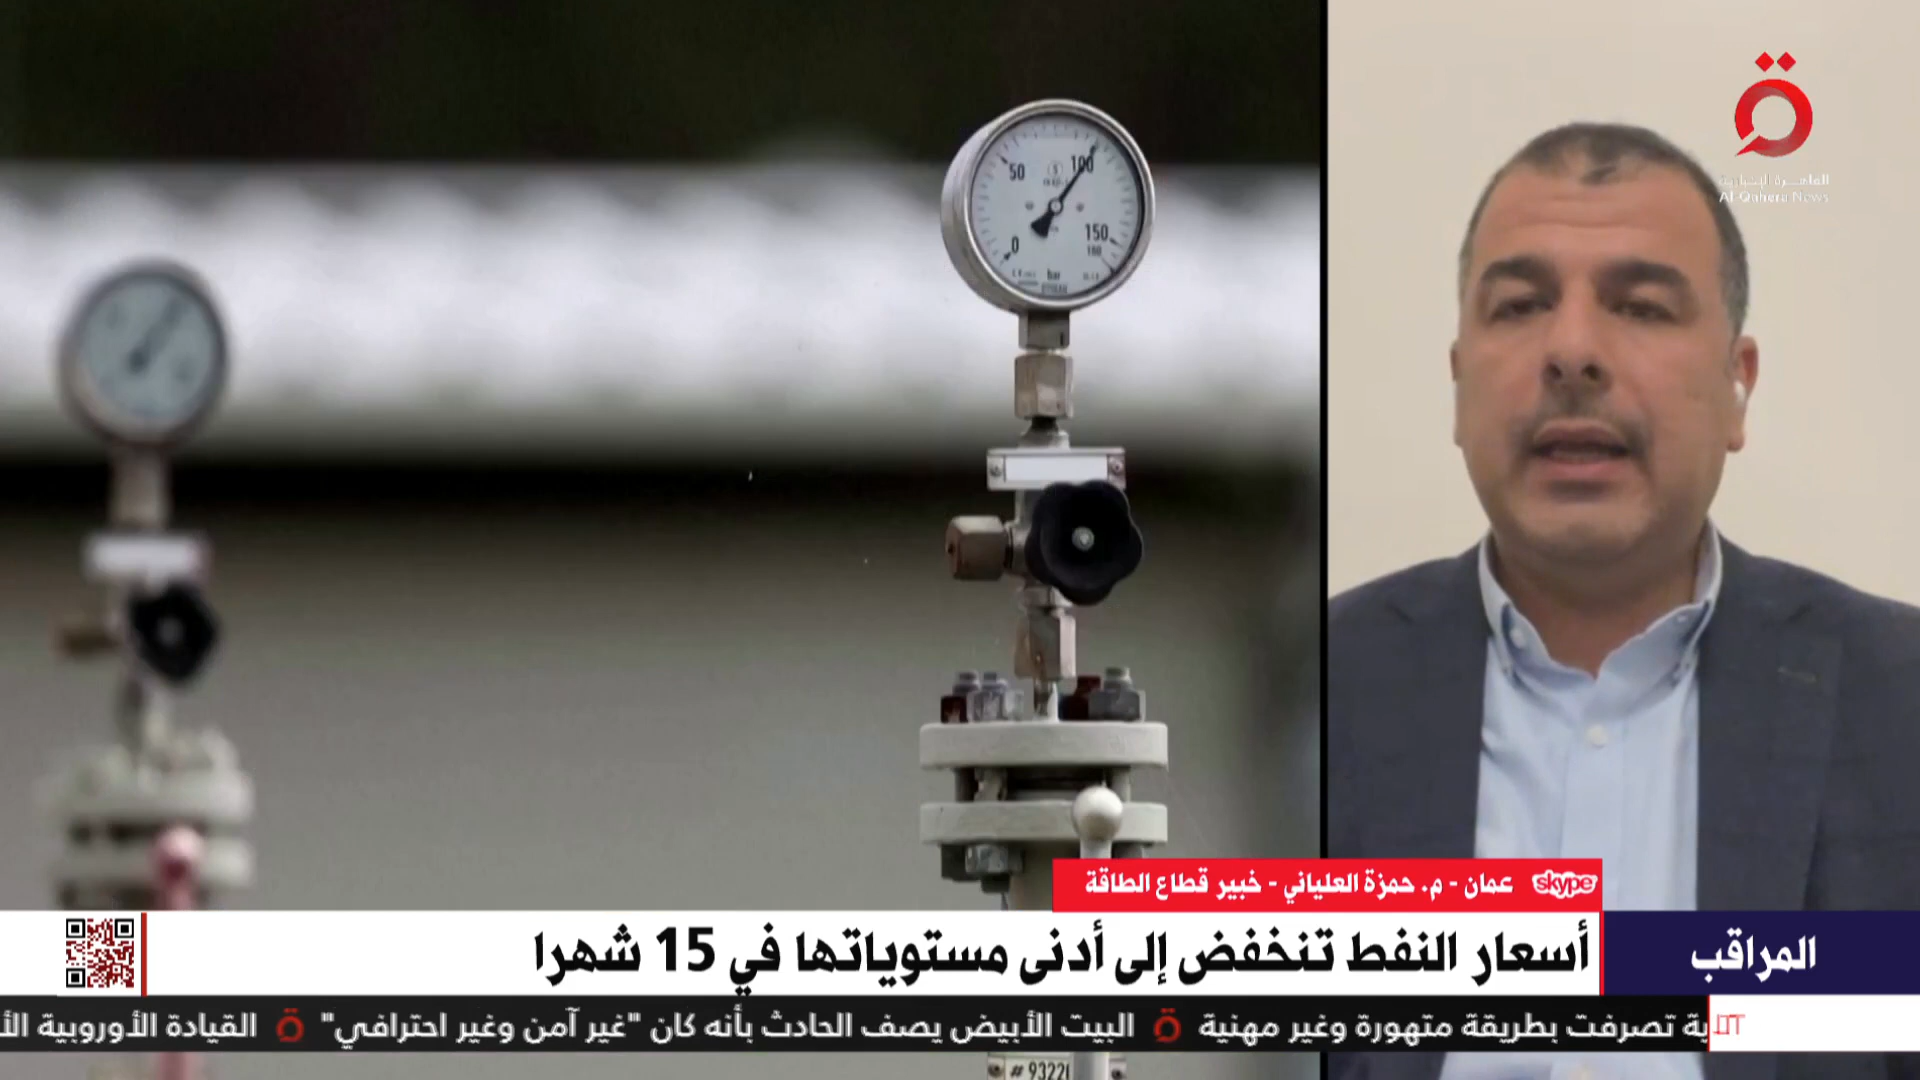 القاهرة الإخبارية
Al Qahera News
50
100
0
150
160
bar
عمان - م. حمزة العلياني - خبير قطاع الطاقة
skype
أسعار النفط تنخفض إلى أدنى مستوياتها في 15 شهرا
المراقب
ية تصرفت بطريقة متهورة وغير مهنية
البيت الأبيض يصف الحادث بأنه كان "غير آمن وغير احترافي"
القيادة الأوروبية الأ